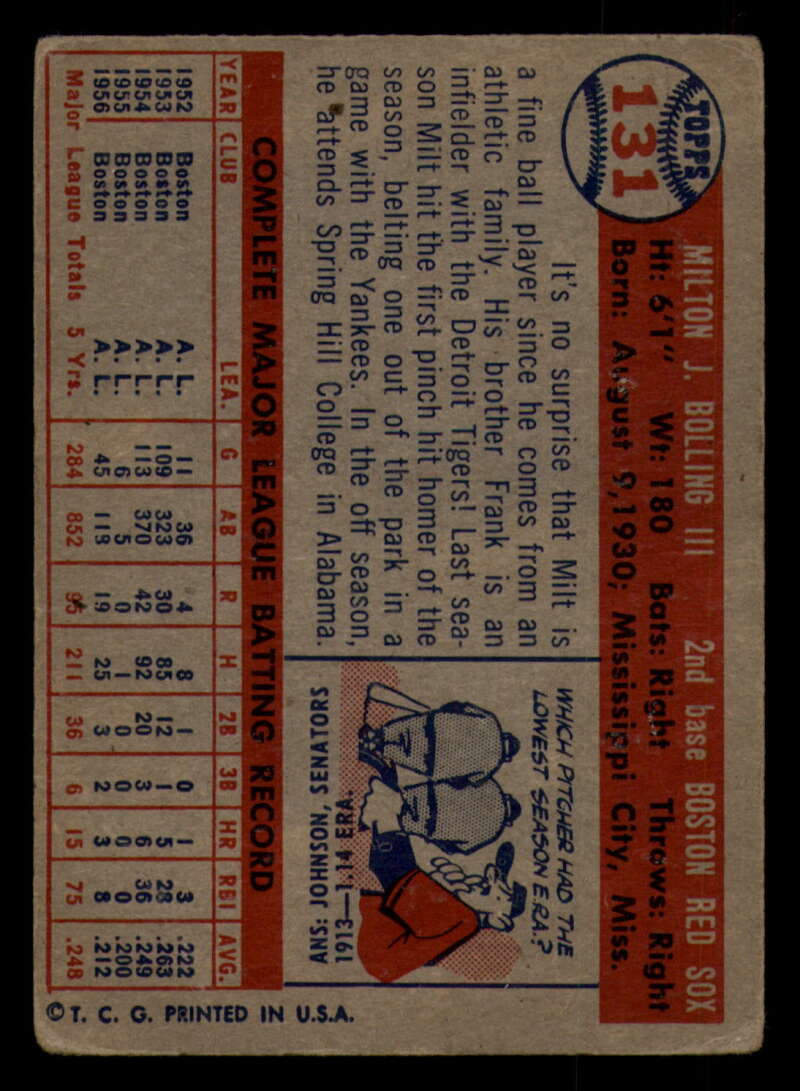 TOPPS
131
MILTON J. BOLLING III 2nd base BOSTON RED SOX
Ht: 6'1" Wt: 180 Bats: Right Throws: Right
Born: August 9, 1930; Mississippi City, Miss.
It's no surprise that Milt is
a fine ball player since he comes from an
athletic family. His brother Frank is an
infielder with the Detroit Tigers! Last sea-
son Milt hit the first pinch hit homer of the
season, belting one out of the park in a
game with the Yankees. In the off season,
he attends Spring Hill College in Alabama.
WHICH PITCHER HAD THE
LOWEST SEASON ERA?
ANS: JOHNSON, SENATORS
1913—1.14 ERA.
COMPLETE MAJOR LEAGUE BATTING RECORD
YEAR CLUB LEA. G AB R H 2B 3B HR RBI AVG.
1952 Boston A. L. 11 36 4 8 1 0 1 3 .222
1953 Boston A. L. 109 323 30 85 12 1 5 28 .263
1954 Boston A. L. 113 370 42 92 20 3 6 36 .249
1955 Boston A. L. 6 5 0 1 0 0 0 0 .200
1956 Boston A. L. 45 118 19 25 3 2 3 8 .212
Major League Totals 5 Yrs. 284 852 95 211 36 6 15 75 .248
© T. C. G. PRINTED IN U.S.A.